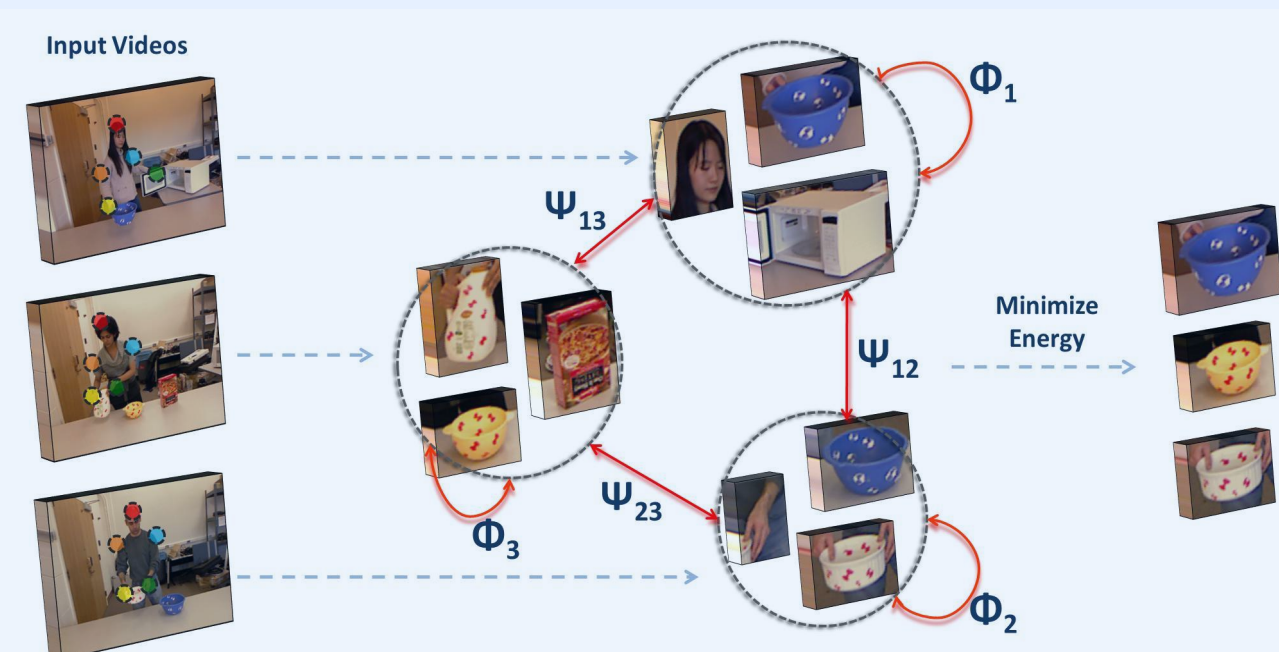 Input Videos
Φ1
Ψ13
Minimize
Energy
Ψ12
Ψ23
Φ3
Φ2